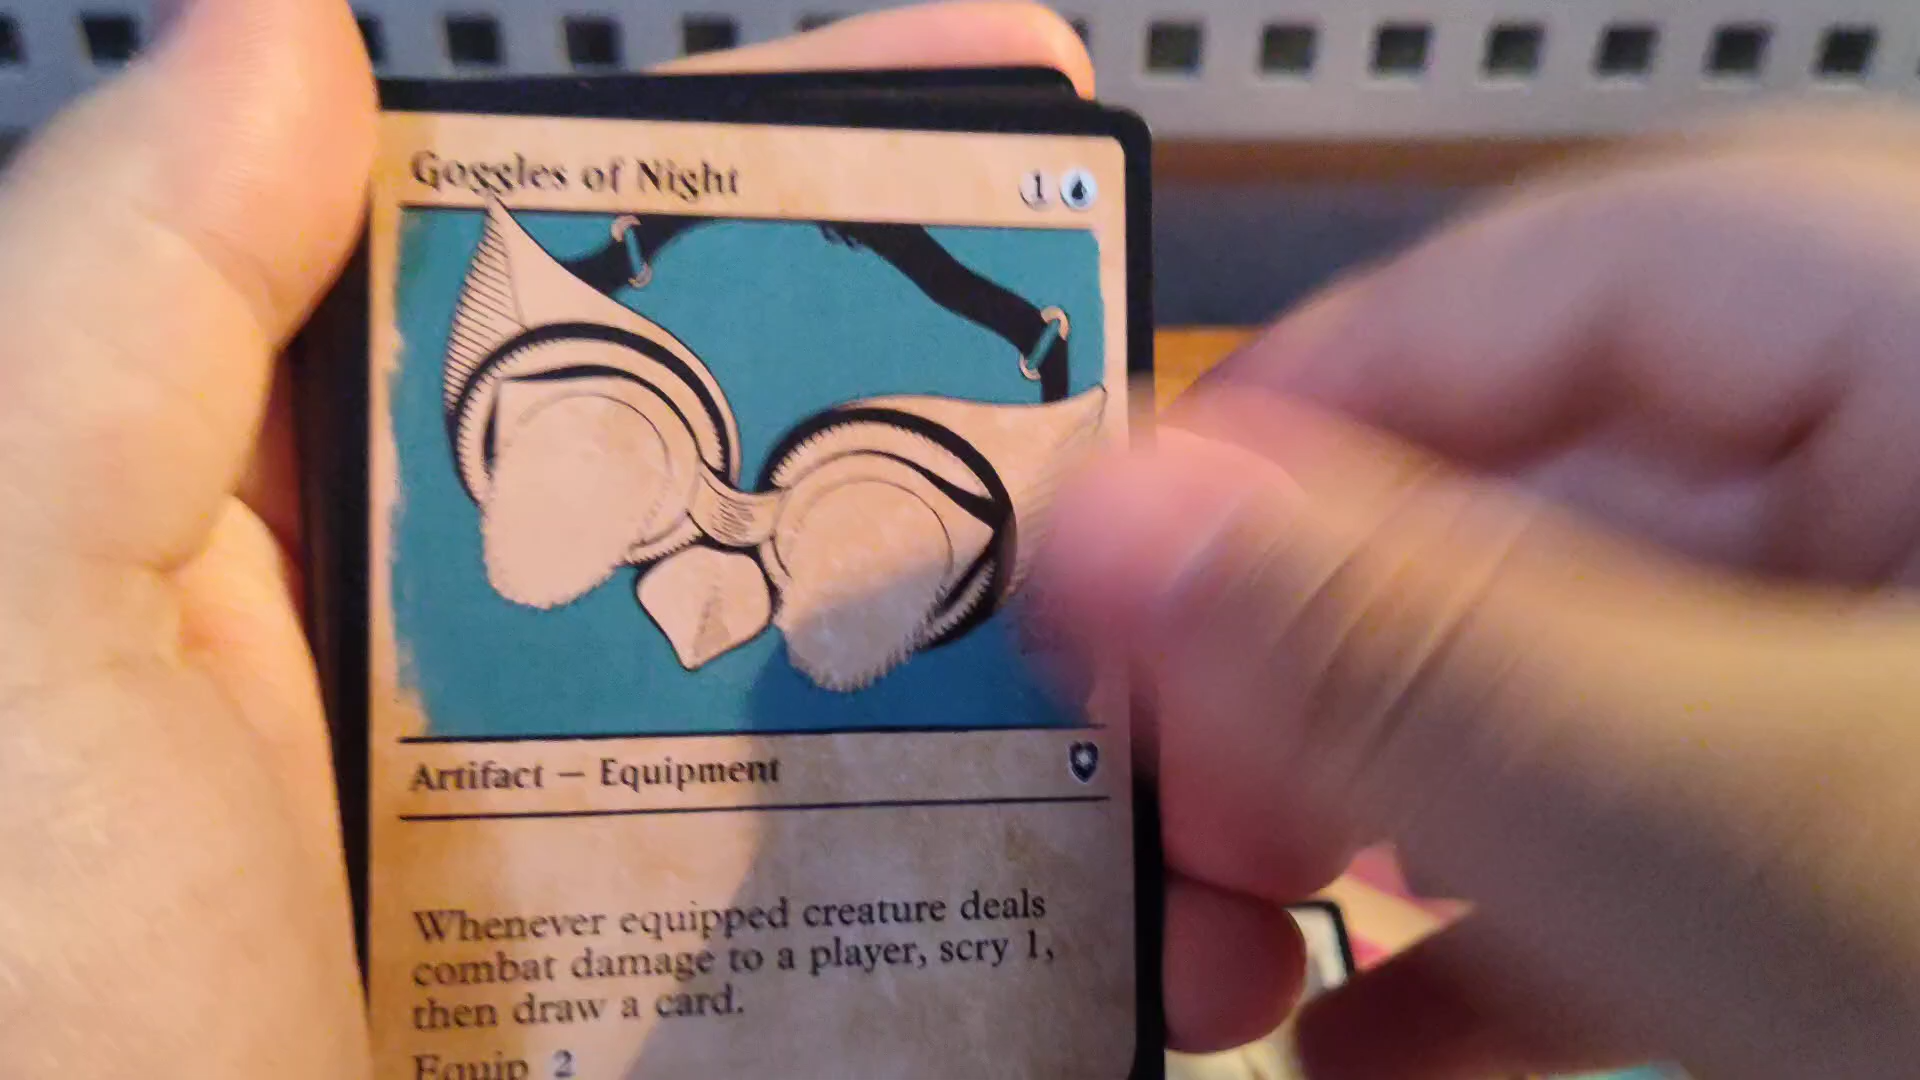 Goggles of Night 1
Artifact — Equipment
Whenever equipped creature deals
combat damage to a player, scry 1,
then draw a card.
Equip 2